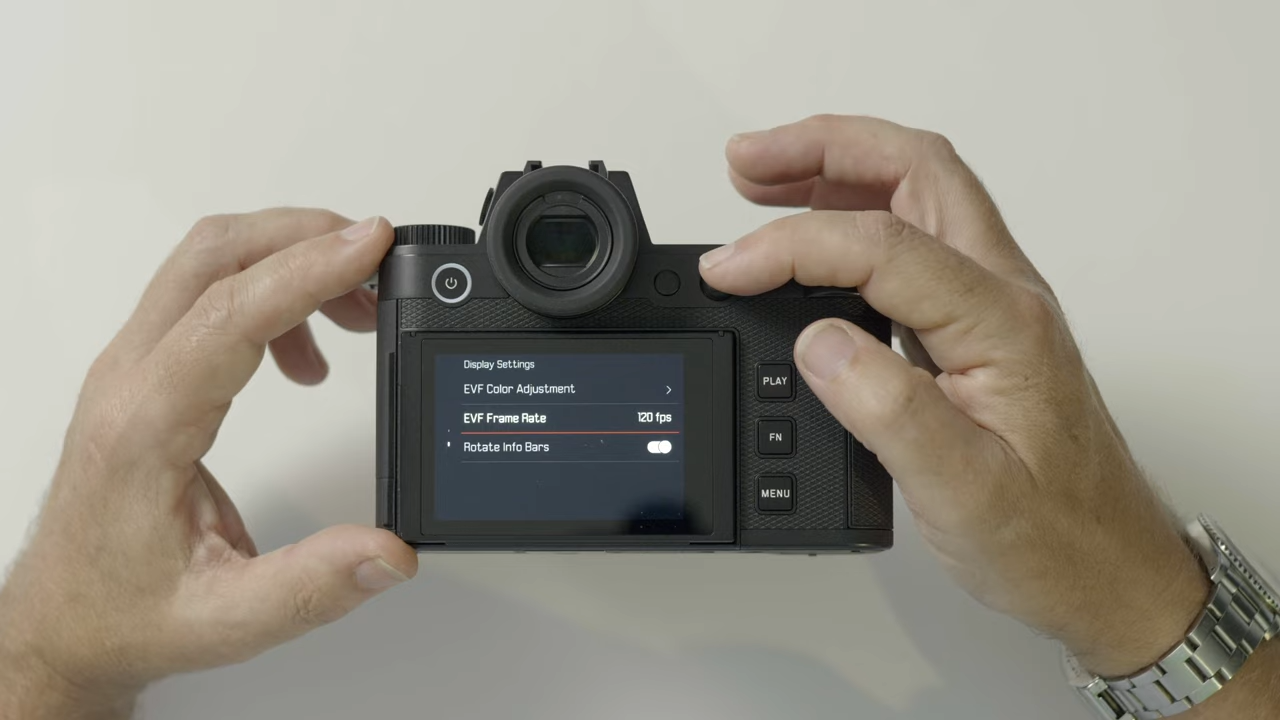 Display Settings
EVF Color Adjustment
EVF Frame Rate 120 fps
Rotate Info Bars
PLAY
FN
MENU